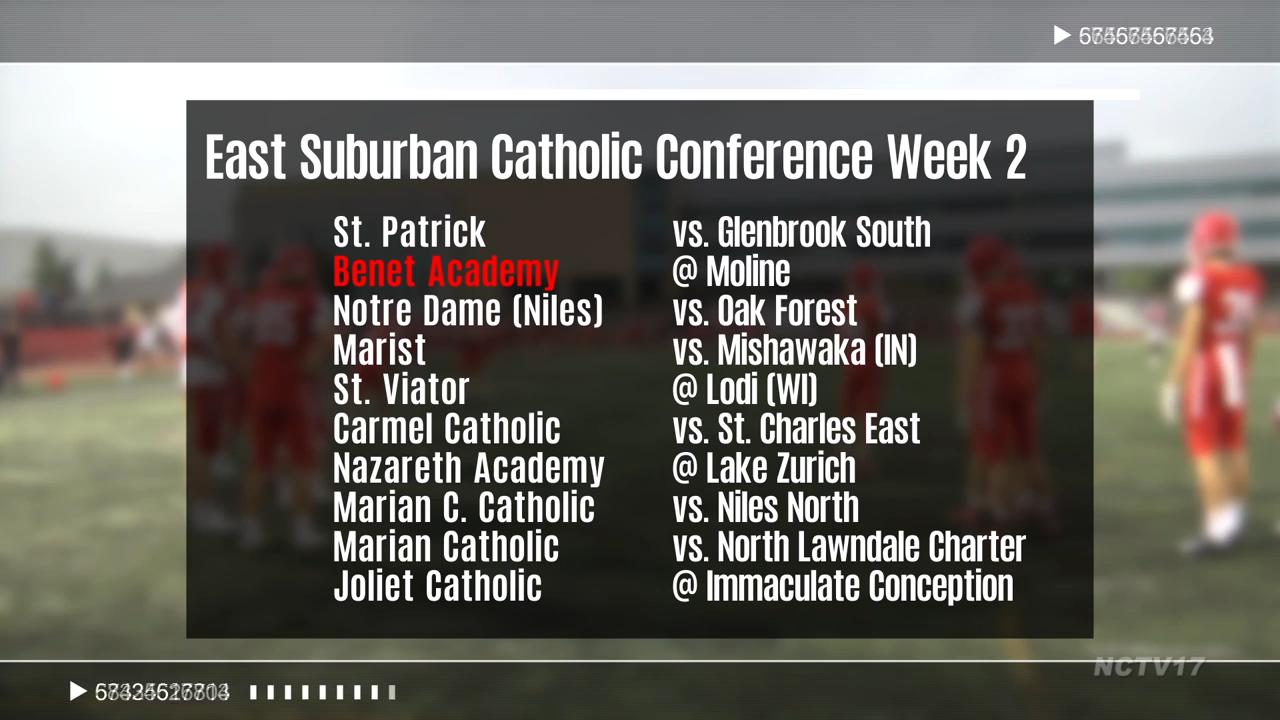 East Suburban Catholic Conference Week 2
St. Patrick vs. Glenbrook South
Benet Academy @ Moline
Notre Dame (Niles) vs. Oak Forest
Marist vs. Mishawaka (IN)
St. Viator @ Lodi (WI)
Carmel Catholic vs. St. Charles East
Nazareth Academy @ Lake Zurich
Marian C. Catholic vs. Niles North
Marian Catholic vs. North Lawndale Charter
Joliet Catholic @ Immaculate Conception
NCTV17